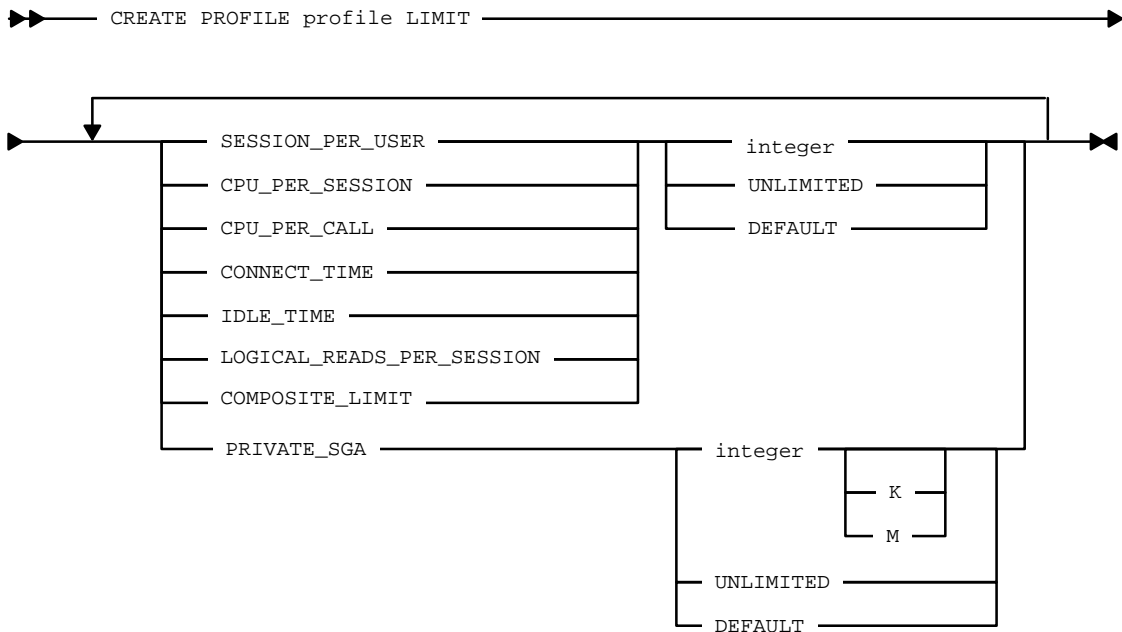 CREATE PROFILE profile LIMIT
SESSION_PER_USER integer
CPU_PER_SESSION UNLIMITED
CPU_PER_CALL DEFAULT
CONNECT_TIME
IDLE_TIME
LOGICAL_READS_PER_SESSION
COMPOSITE_LIMIT
PRIVATE_SGA integer
K
M
UNLIMITED
DEFAULT